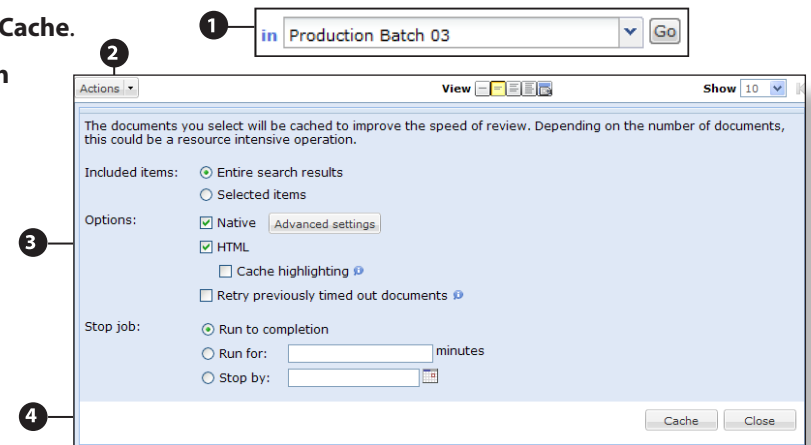 Cache.
n
1
in Production Batch 03 Go
2
Actions View Show 10
The documents you select will be cached to improve the speed of review. Depending on the number of documents,
this could be a resource intensive operation.
Included items: Entire search results
Selected items
Options: Native Advanced settings
3
HTML
Cache highlighting
Retry previously timed out documents
Stop job: Run to completion
Run for: minutes
Stop by:
4
Cache Close